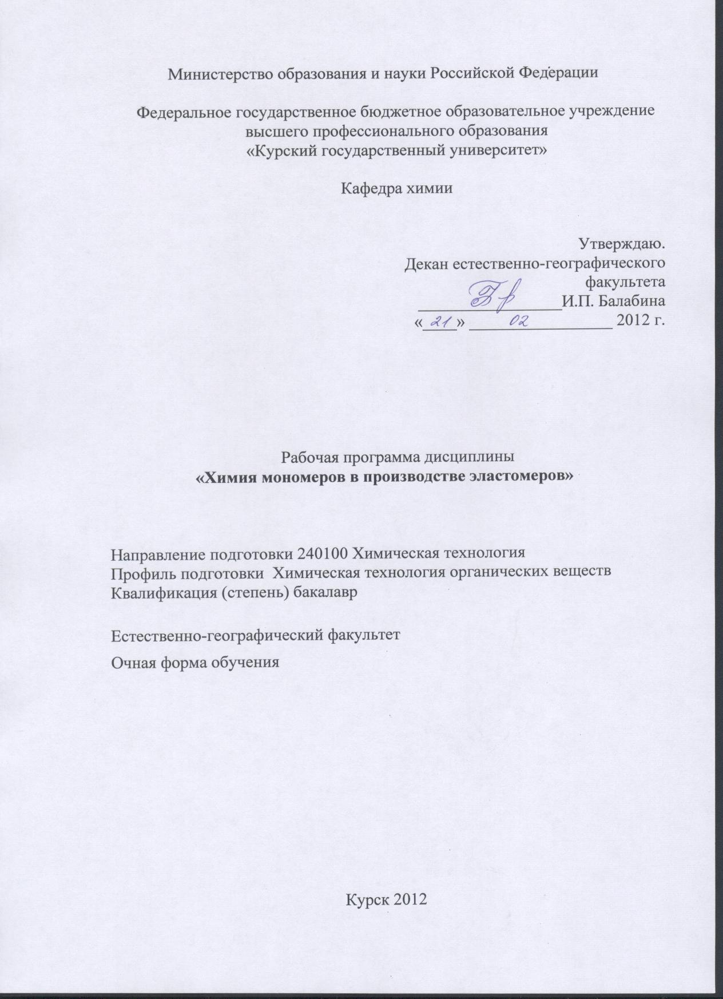 Министерство образования и науки Российской Федерации
Федеральное государственное бюджетное образовательное учреждение
высшего профессионального образования
«Курский государственный университет»
Кафедра химии
Утверждаю.
Декан естественно-географического
факультета
И.П. Балабина
« 21 » 02 2012 г.
Рабочая программа дисциплины
«Химия мономеров в производстве эластомеров»
Направление подготовки 240100 Химическая технология
Профиль подготовки Химическая технология органических веществ
Квалификация (степень) бакалавр
Естественно-географический факультет
Очная форма обучения
Курск 2012